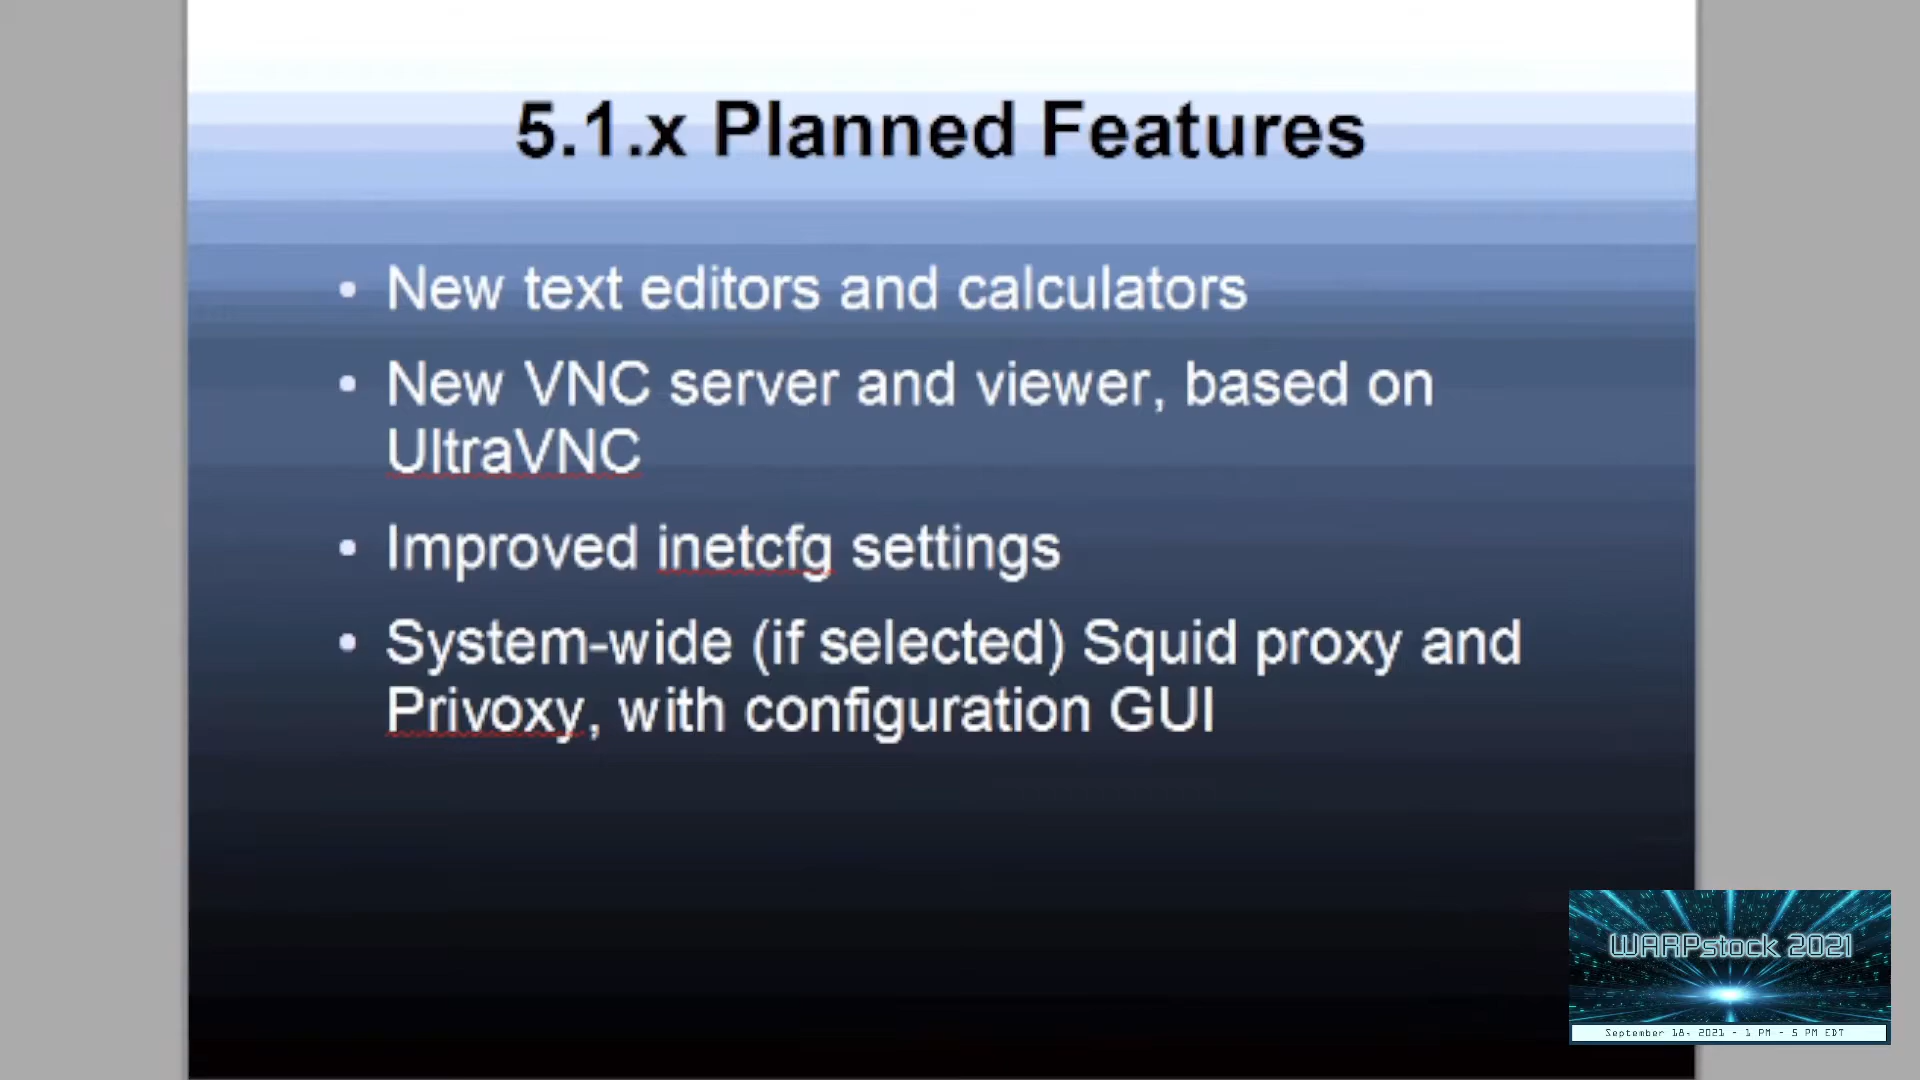 5.1.x Planned Features
• New text editors and calculators
• New VNC server and viewer, based on
UltraVNC
• Improved inetcfg settings
• System-wide (if selected) Squid proxy and
Privoxy, with configuration GUI
WARPstock 2021
September 18, 2021 - 1 PM - 5 PM EDT